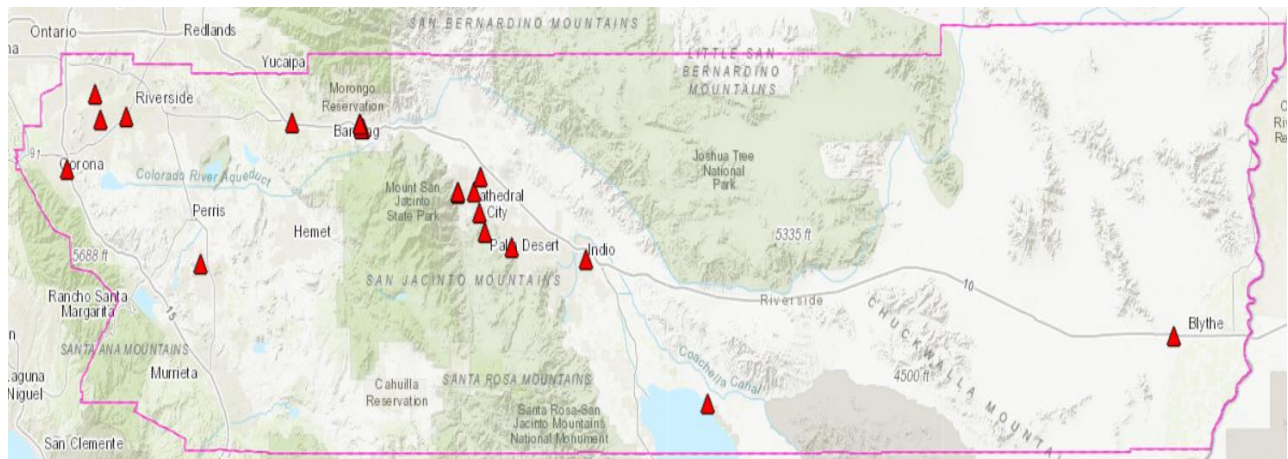 SAN BERNARDINO MOUNTAINS
Ontario
Redlands
Yucaipa
LITTLE SAN
BERNARDINO
MOUNTAINS
Morongo
Reservation
Riverside
91
Corona
Colorado River Aqueduct
Joshua Tree
National
Park
Mount San
Jacinto
State Park
Cathedral
City
Perris
Hemet
5335 ft
Palm Desert
Indio
5688 ft
SAN JACINTO MOUNTAINS
10
Riverside
Rancho Santa
Margarita
15
CHUCKWALLA MOUNTAI
Blythe
SANTA ANA MOUNTAINS
Coachella Canal
Murrieta
4500 ft
Laguna
Niguel
Cahuilla
Reservation
SANTA ROSA MOUNTAINS
Santa Rosa-San
Jacinto Mountains
National Monument
San Clemente